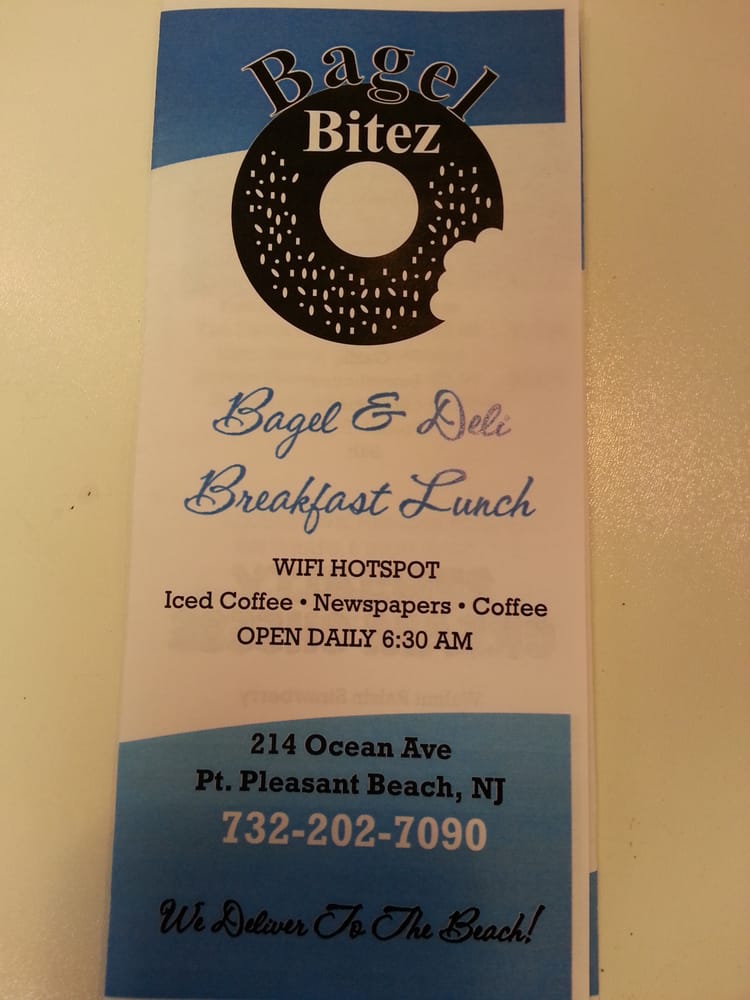 Bagel
Bitez
Bagel & Deli
Breakfast Lunch
WIFI HOTSPOT
Iced Coffee • Newspapers • Coffee
OPEN DAILY 6:30 AM
214 Ocean Ave
Pt. Pleasant Beach, NJ
732-202-7090
We Deliver To The Beach!